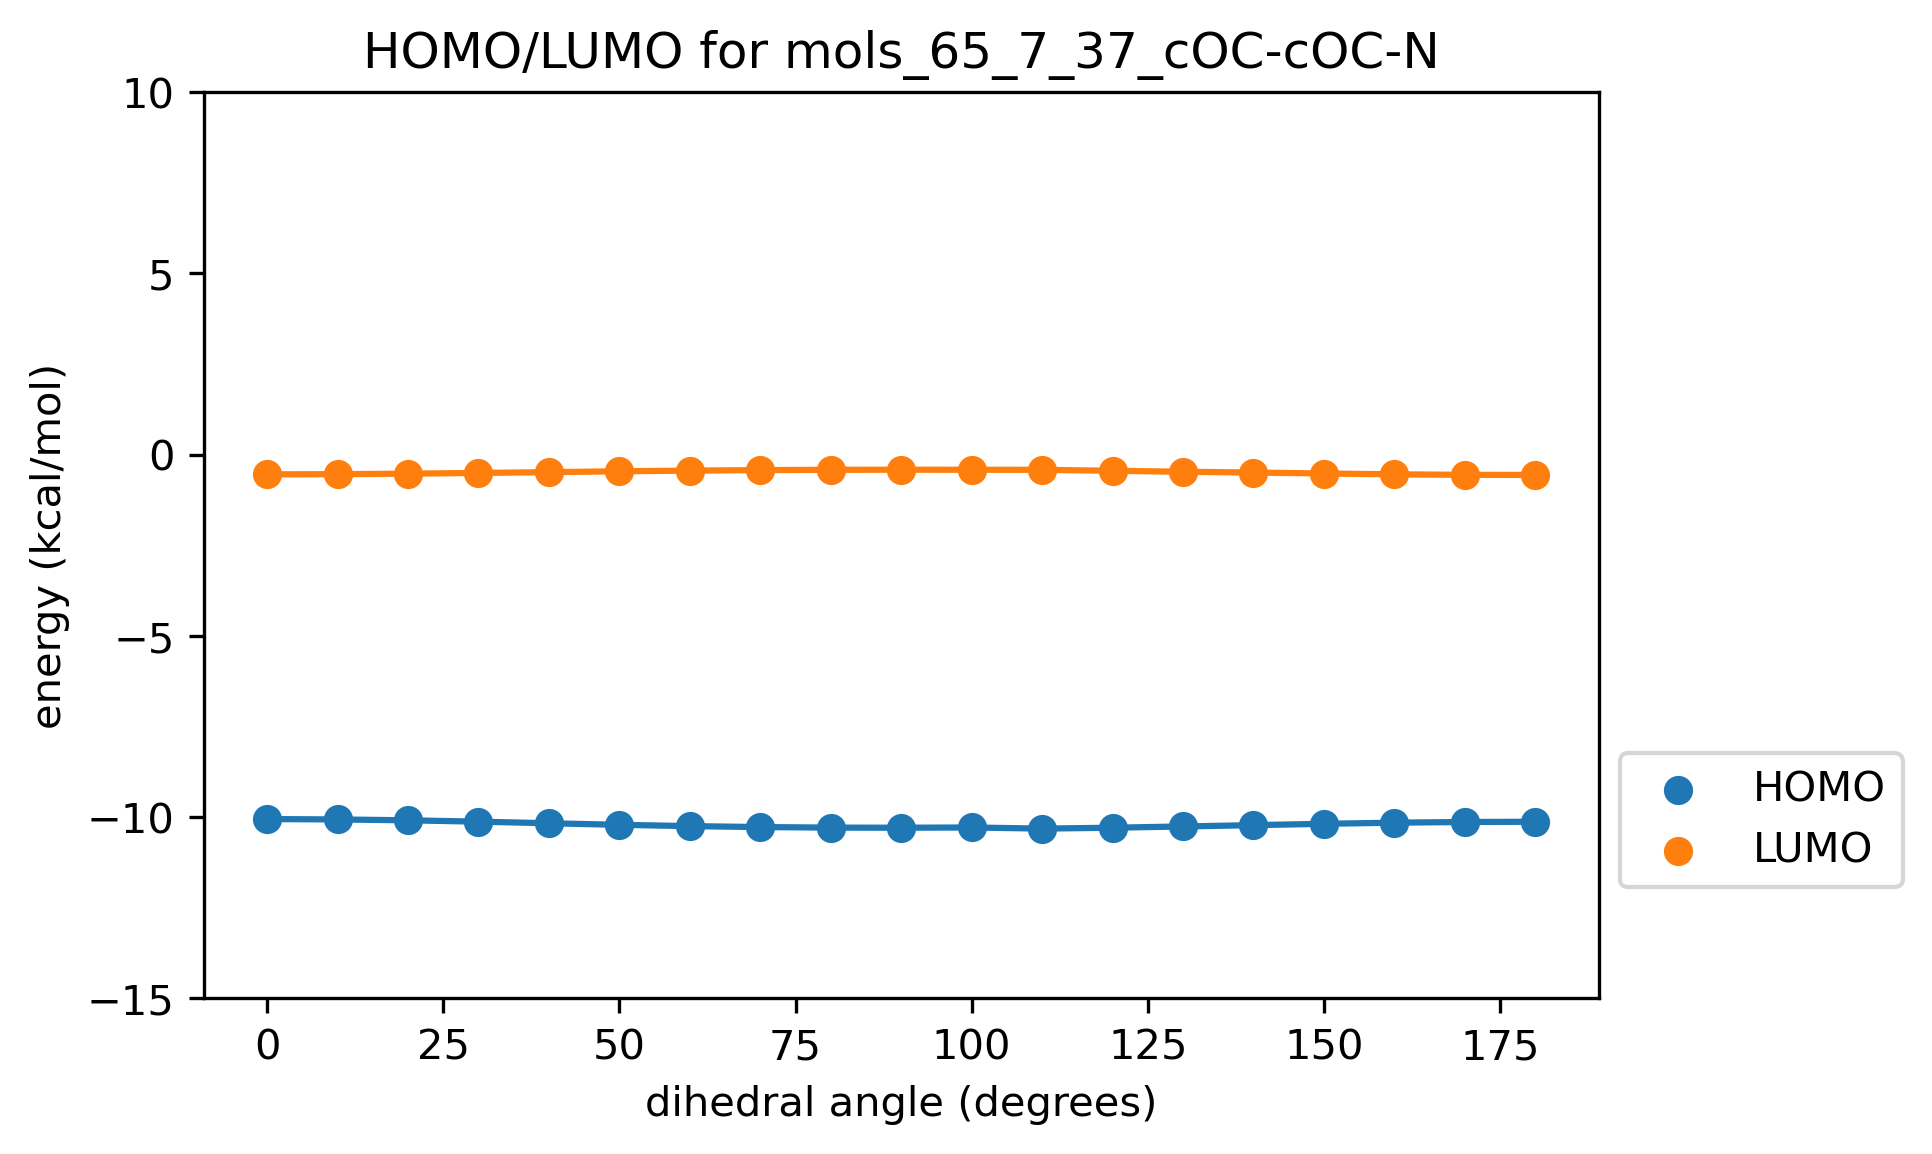 HOMO/LUMO for mols_65_7_37_cOC-cOC-N
10
5
0
−5
−10
−15
energy (kcal/mol)
0 25 50 75 100 125 150 175
dihedral angle (degrees)
HOMO
LUMO